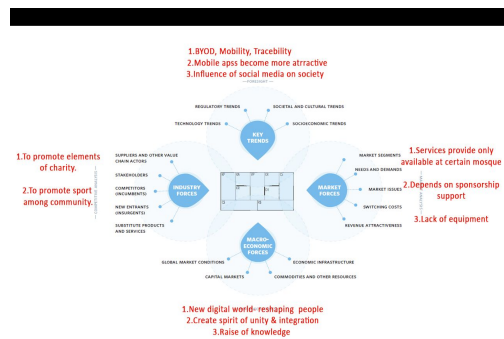 1.BYOD, Mobility, Tracebility
2.Mobile apss become more atrractive
3.Influence of social media on society
REGULATORY TRENDS
SOCIETAL AND CULTURAL TRENDS
TECHNOLOGY TRENDS
SOCIOECONOMIC TRENDS
KEY
TRENDS
1.To promote elements
of charity.
2.To promote sport
among community.
SUPPLIERS AND OTHER VALUE
CHAIN ACTORS
STAKEHOLDERS
COMPETITORS
(INCUMBENTS)
NEW ENTRANTS
(INSURGENTS)
SUBSTITUTE PRODUCTS
AND SERVICES
INDUSTRY
FORCES
MARKET
FORCES
MARKET SEGMENTS
NEEDS AND DEMANDS
MARKET ISSUES
SWITCHING COSTS
REVENUE ATTRACTIVENESS
1.Services provide only
available at certain mosque
2.Depends on sponsorship
support
3.Lack of equipment
MACRO-
ECONOMIC
FORCES
GLOBAL MARKET CONDITIONS
ECONOMIC INFRASTRUCTURE
CAPITAL MARKETS
COMMODITIES AND OTHER RESOURCES
1.New digital world reshaping people
2.Create spirit of unity & integration
3.Raise of knowledge